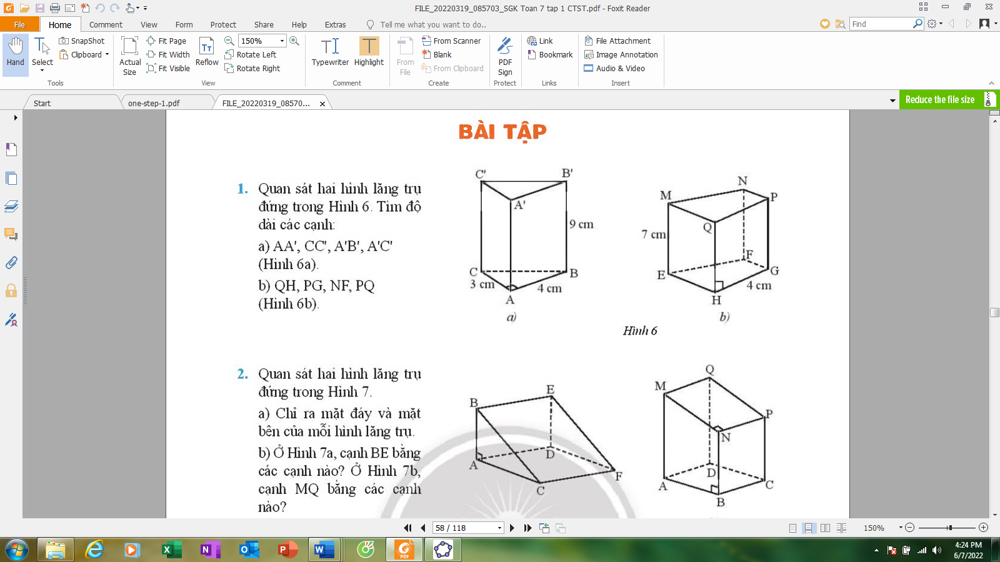 FILE_20220319_085703_SGK Toan 7 tap 1 CTST.pdf - Foxit Reader
File Home Comment View Form Protect Share Help Extras Tell me what you want to do.. Find
Hand Select SnapShot Clipboard
Tools
Actual Size Fit Page Fit Width Fit Visible Reflow 150% Rotate Left Rotate Right
View
Typewriter Highlight
Comment
From File From Scanner Blank From Clipboard
Create
PDF Sign
Protect
Link Bookmark
Links
File Attachment Image Annotation Audio & Video
Insert
Start one-step-1.pdf FILE_20220319_08570... Reduce the file size
BÀI TẬP
1. Quan sát hai hình lăng trụ
đứng trong Hình 6. Tìm độ
dài các cạnh:
a) AA', CC', A'B', A'C'
(Hình 6a).
b) QH, PG, NF, PQ
(Hình 6b).
C' B'
A'
9 cm
C B
3 cm 4 cm
A
a)
N
M P
Q
7 cm
F
E G
4 cm
H
b)
Hình 6
2. Quan sát hai hình lăng trụ
đứng trong Hình 7.
a) Chỉ ra mặt đáy và mặt
bên của mỗi hình lăng trụ.
b) Ở Hình 7a, cạnh BE bằng
các cạnh nào? Ở Hình 7b,
cạnh MQ bằng các cạnh
nào?
E
B
D
A
F
C
Q
M
P
N
D
A C
B
58 / 118 150%
4:24 PM
6/7/2022